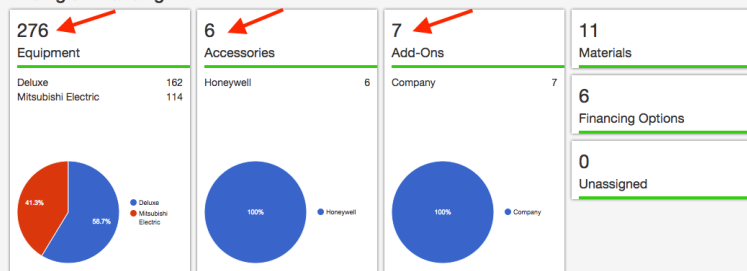 276
Equipment
Deluxe 162
Mitsubishi Electric 114
41.3%
58.7%
Deluxe
Mitsubishi
Electric
6
Accessories
Honeywell 6
100%
Honeywell
7
Add-Ons
Company 7
100%
Company
11
Materials
6
Financing Options
0
Unassigned